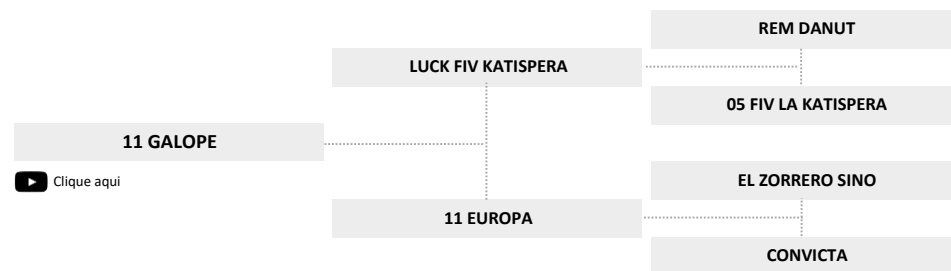 REM DANUT
LUCK FIV KATISPERA
05 FIV LA KATISPERA
11 GALOPE
Clique aqui
EL ZORRERO SINO
11 EUROPA
CONVICTA